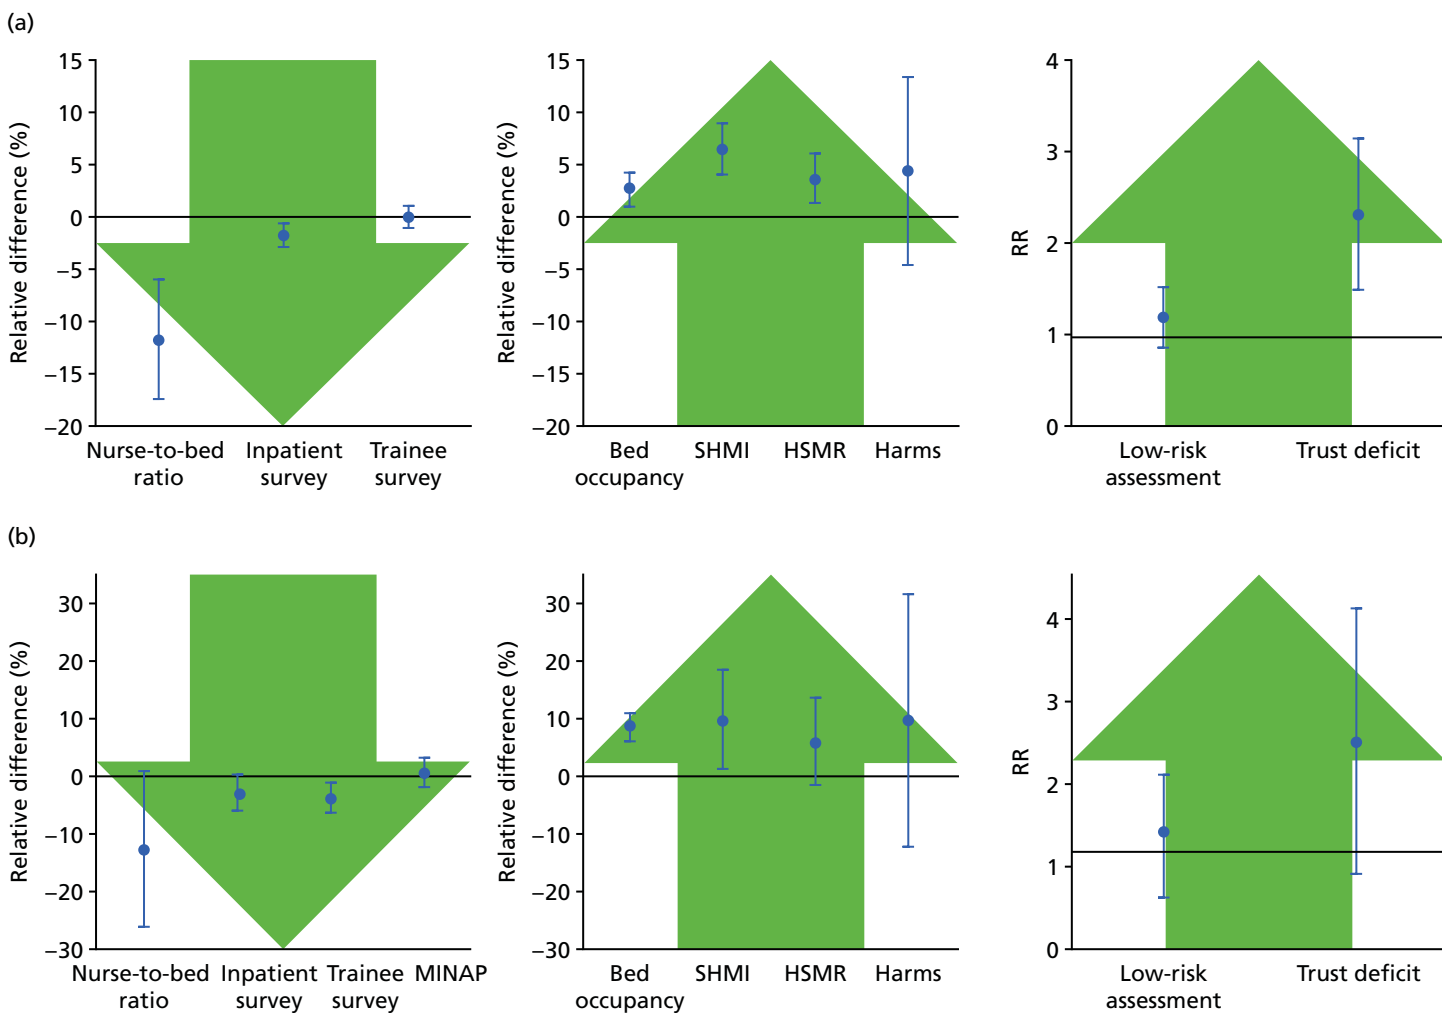 (a)
Relative difference (%)
15
10
5
0
−5
−10
−15
−20
Nurse-to-bed
ratio
Inpatient
survey
Trainee
survey
Relative difference (%)
15
10
5
0
−5
−10
−15
−20
Bed
occupancy
SHMI
HSMR
Harms
RR
4
3
2
1
0
Low-risk
assessment
Trust deficit
(b)
Relative difference (%)
30
20
10
0
−10
−20
−30
Nurse-to-bed
ratio
Inpatient
survey
Trainee
survey
MINAP
Relative difference (%)
30
20
10
0
−10
−20
−30
Bed
occupancy
SHMI
HSMR
Harms
RR
4
3
2
1
0
Low-risk
assessment
Trust deficit